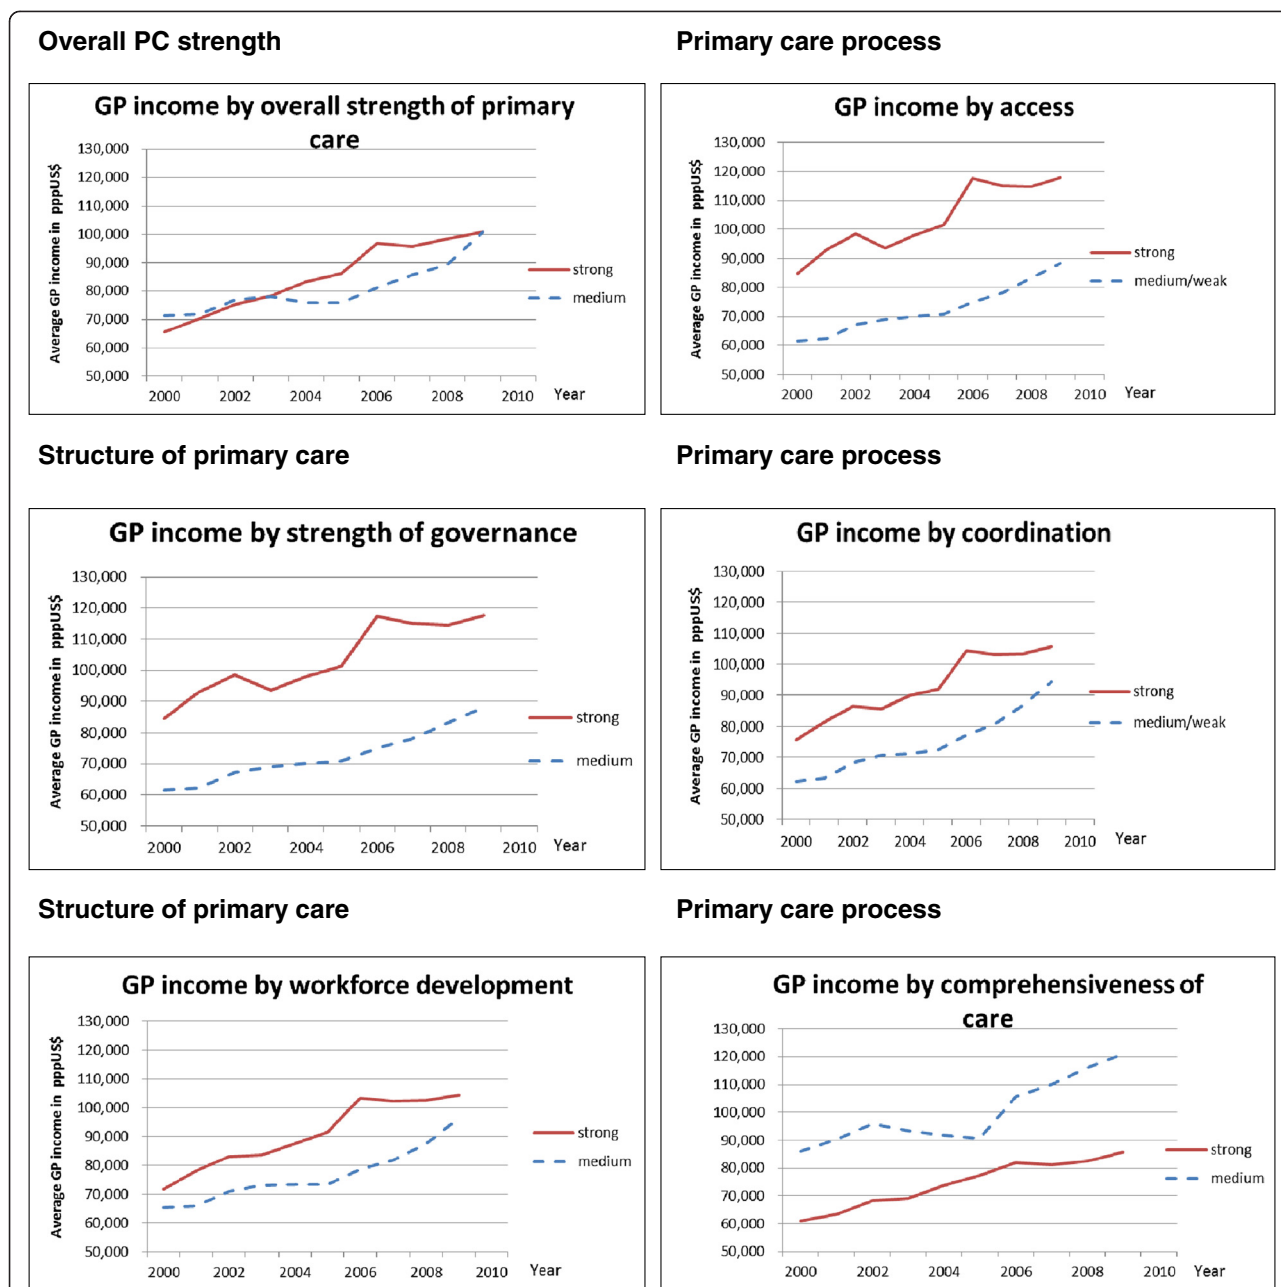 Overall PC strength
GP income by overall strength of primary
care
Average GP income in pppUS$
130,000
120,000
110,000
100,000
90,000
80,000
70,000
60,000
50,000
2000 2002 2004 2006 2008 2010 Year
strong
medium
Primary care process
GP income by access
Average GP income in pppUS$
130,000
120,000
110,000
100,000
90,000
80,000
70,000
60,000
50,000
2000 2002 2004 2006 2008 2010 Year
strong
medium/weak
Structure of primary care
GP income by strength of governance
Average GP income in pppUS$
130,000
120,000
110,000
100,000
90,000
80,000
70,000
60,000
50,000
2000 2002 2004 2006 2008 2010 Year
strong
medium
Primary care process
GP income by coordination
Average GP income in pppUS$
130,000
120,000
110,000
100,000
90,000
80,000
70,000
60,000
50,000
2000 2002 2004 2006 2008 2010 Year
strong
medium/weak
Structure of primary care
GP income by workforce development
Average GP income in pppUS$
130,000
120,000
110,000
100,000
90,000
80,000
70,000
60,000
50,000
2000 2002 2004 2006 2008 2010 Year
strong
medium
Primary care process
GP income by comprehensiveness of
care
130,000
120,000
110,000
100,000
90,000
80,000
70,000
60,000
50,000
2000 2002 2004 2006 2008 2010 Year
strong
medium